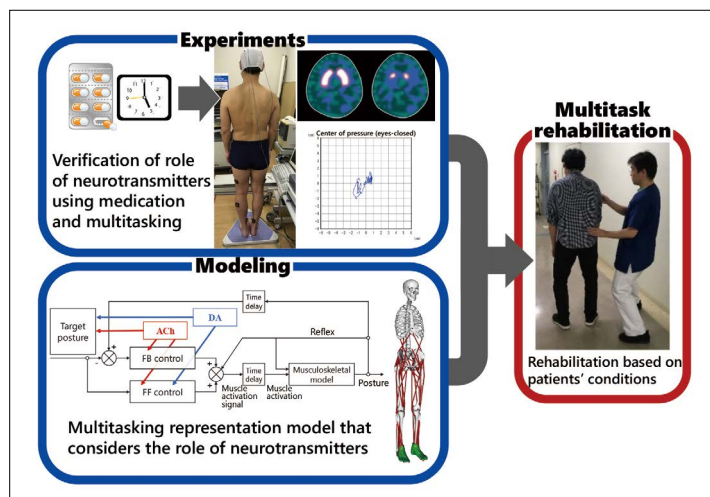 Experiments
Verification of role
of neurotransmitters
using medication
and multitasking
Center of pressure (eyes-closed)
Modeling
Target
posture
ACh
DA
Time
delay
Reflex
FB control
FF control
Muscle
activation
signal
Time
delay
Muscle
activation
Musculoskeletal
model
Posture
Multitasking representation model that
considers the role of neurotransmitters
Multitask
rehabilitation
Rehabilitation based on
patients' conditions